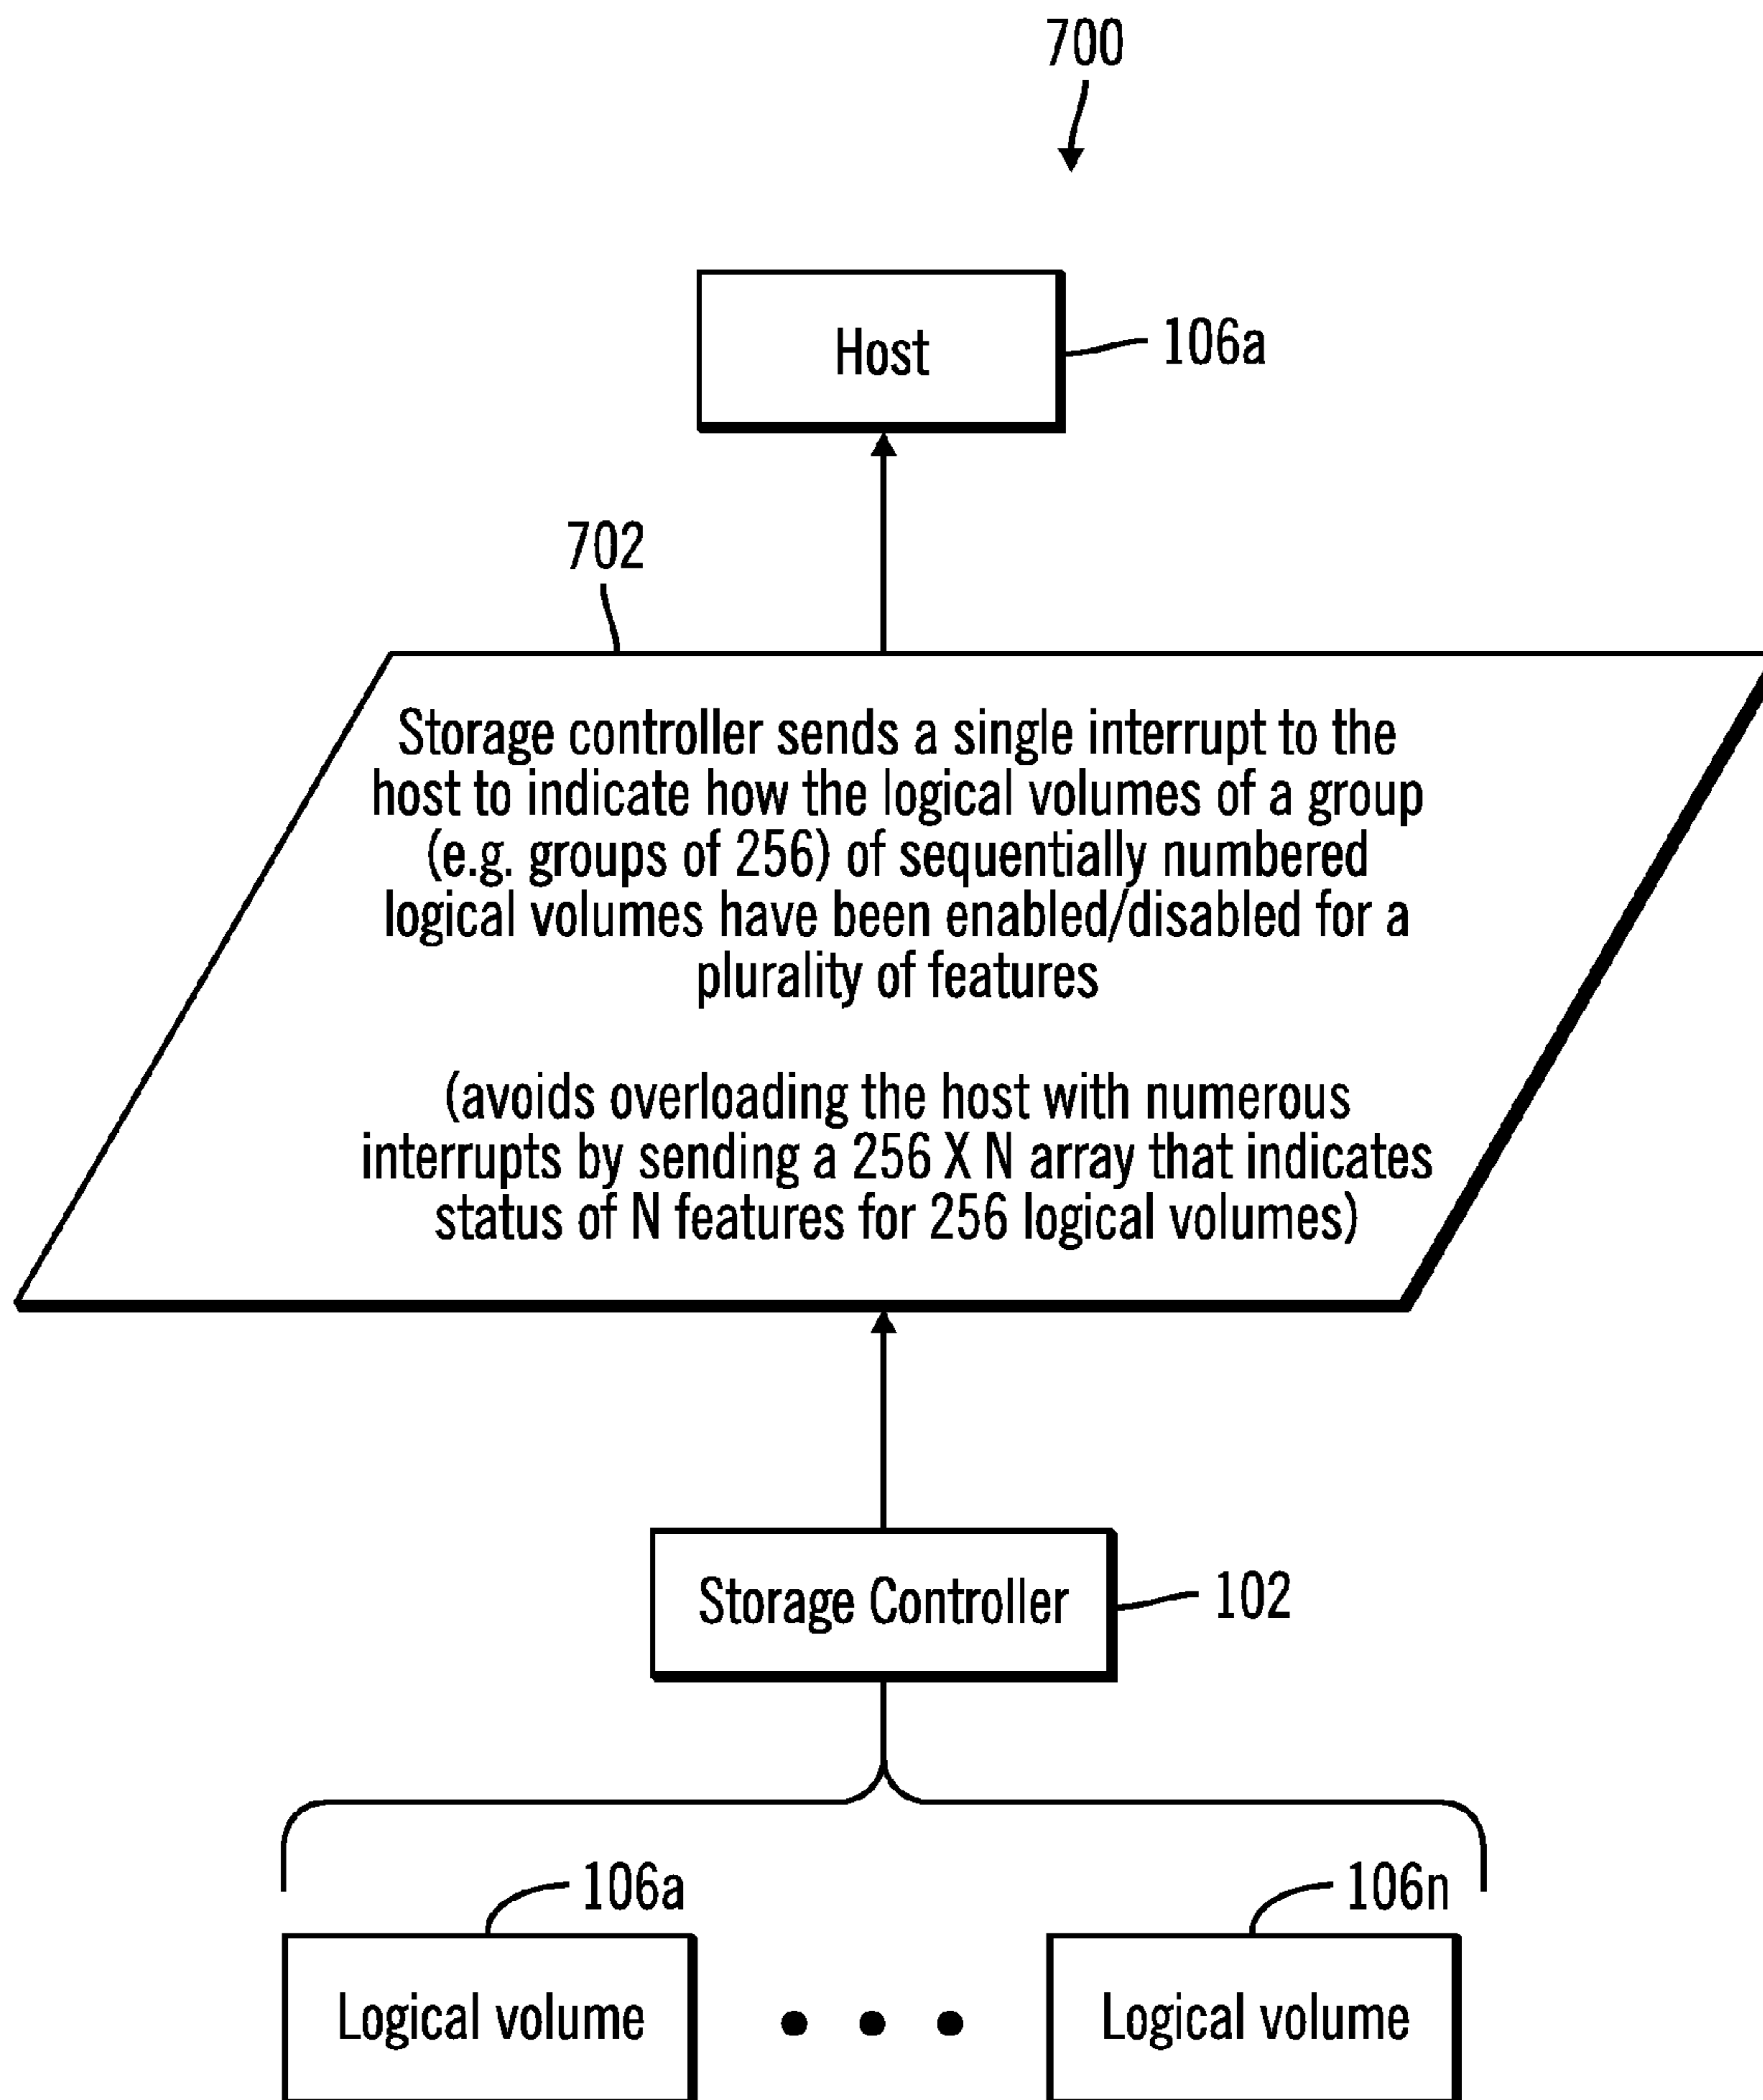 700
Host
106a
702
Storage controller sends a single interrupt to the
host to indicate how the logical volumes of a group
(e.g. groups of 256) of sequentially numbered
logical volumes have been enabled/disabled for a
plurality of features
(avoids overloading the host with numerous
interrupts by sending a 256 X N array that indicates
status of N features for 256 logical volumes)
Storage Controller
102
106a
106n
Logical volume
Logical volume